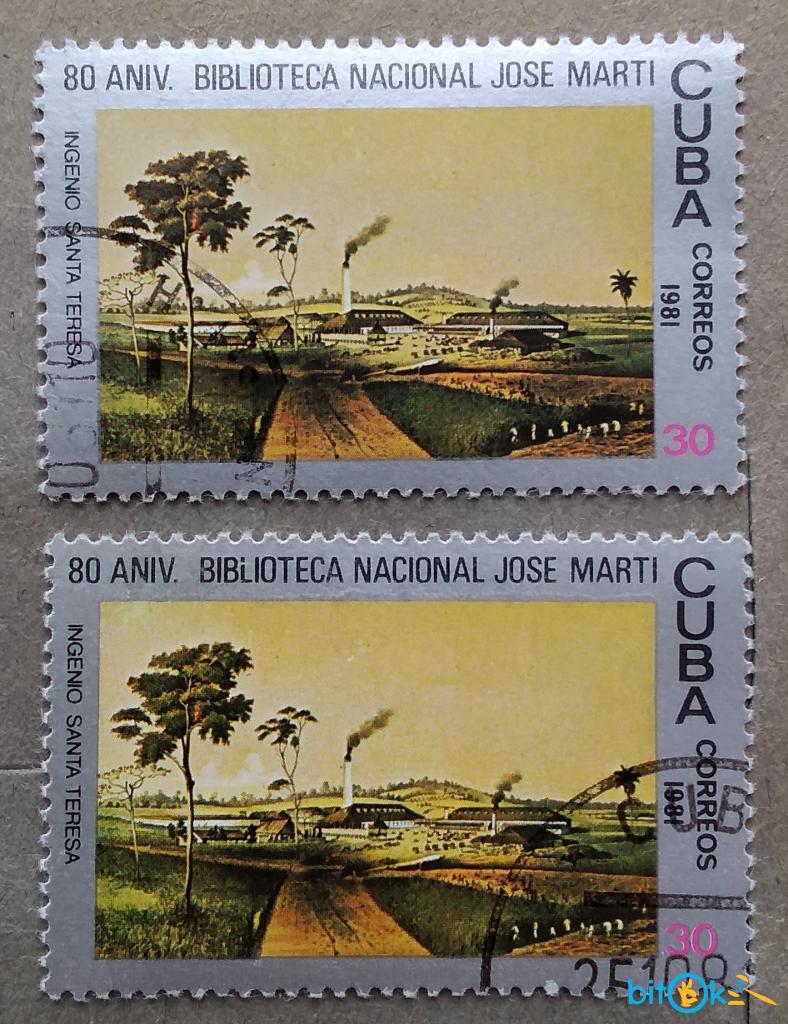 80 ANIV. BIBLIOTECA NACIONAL JOSE MARTI
CUBA CORREOS
1981
INGENIO SANTA TERESA
30
80 ANIV. BIBLIOTECA NACIONAL JOSE MARTI
CUBA CORREOS
1981
INGENIO SANTA TERESA
30
CUB